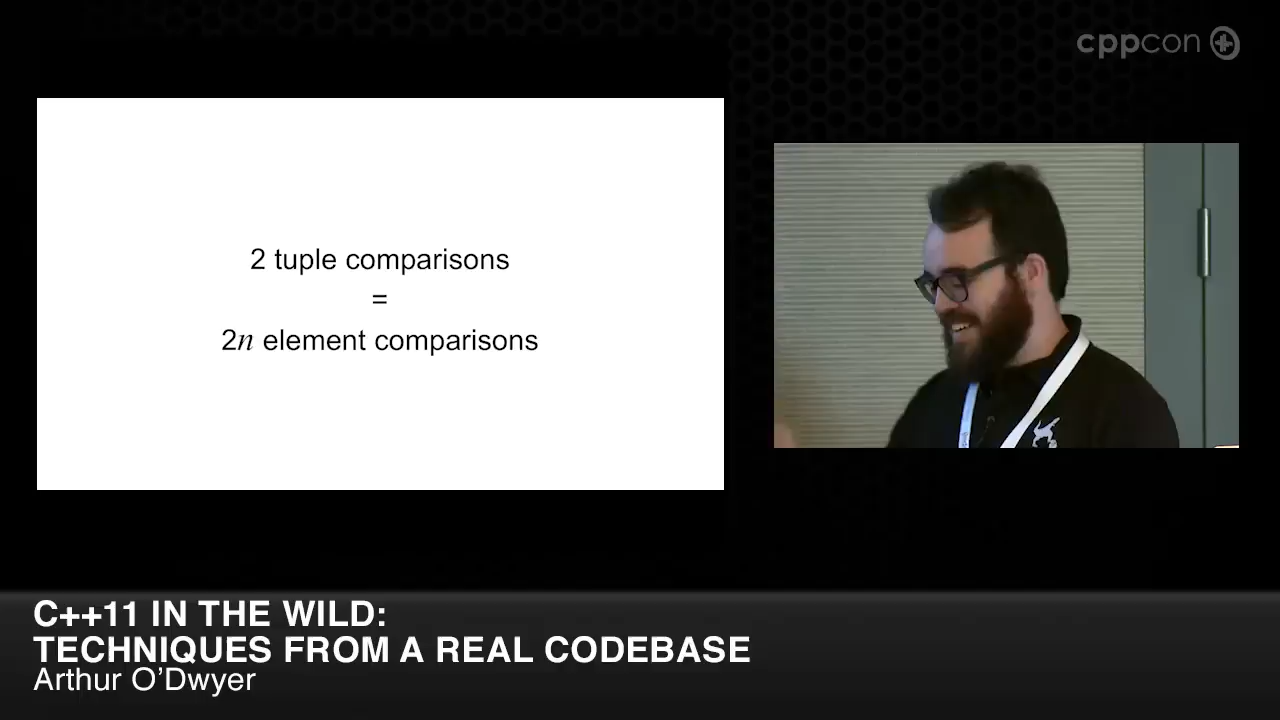 cppcon
2 tuple comparisons
=
2n element comparisons
C++11 IN THE WILD:
TECHNIQUES FROM A REAL CODEBASE
Arthur O'Dwyer